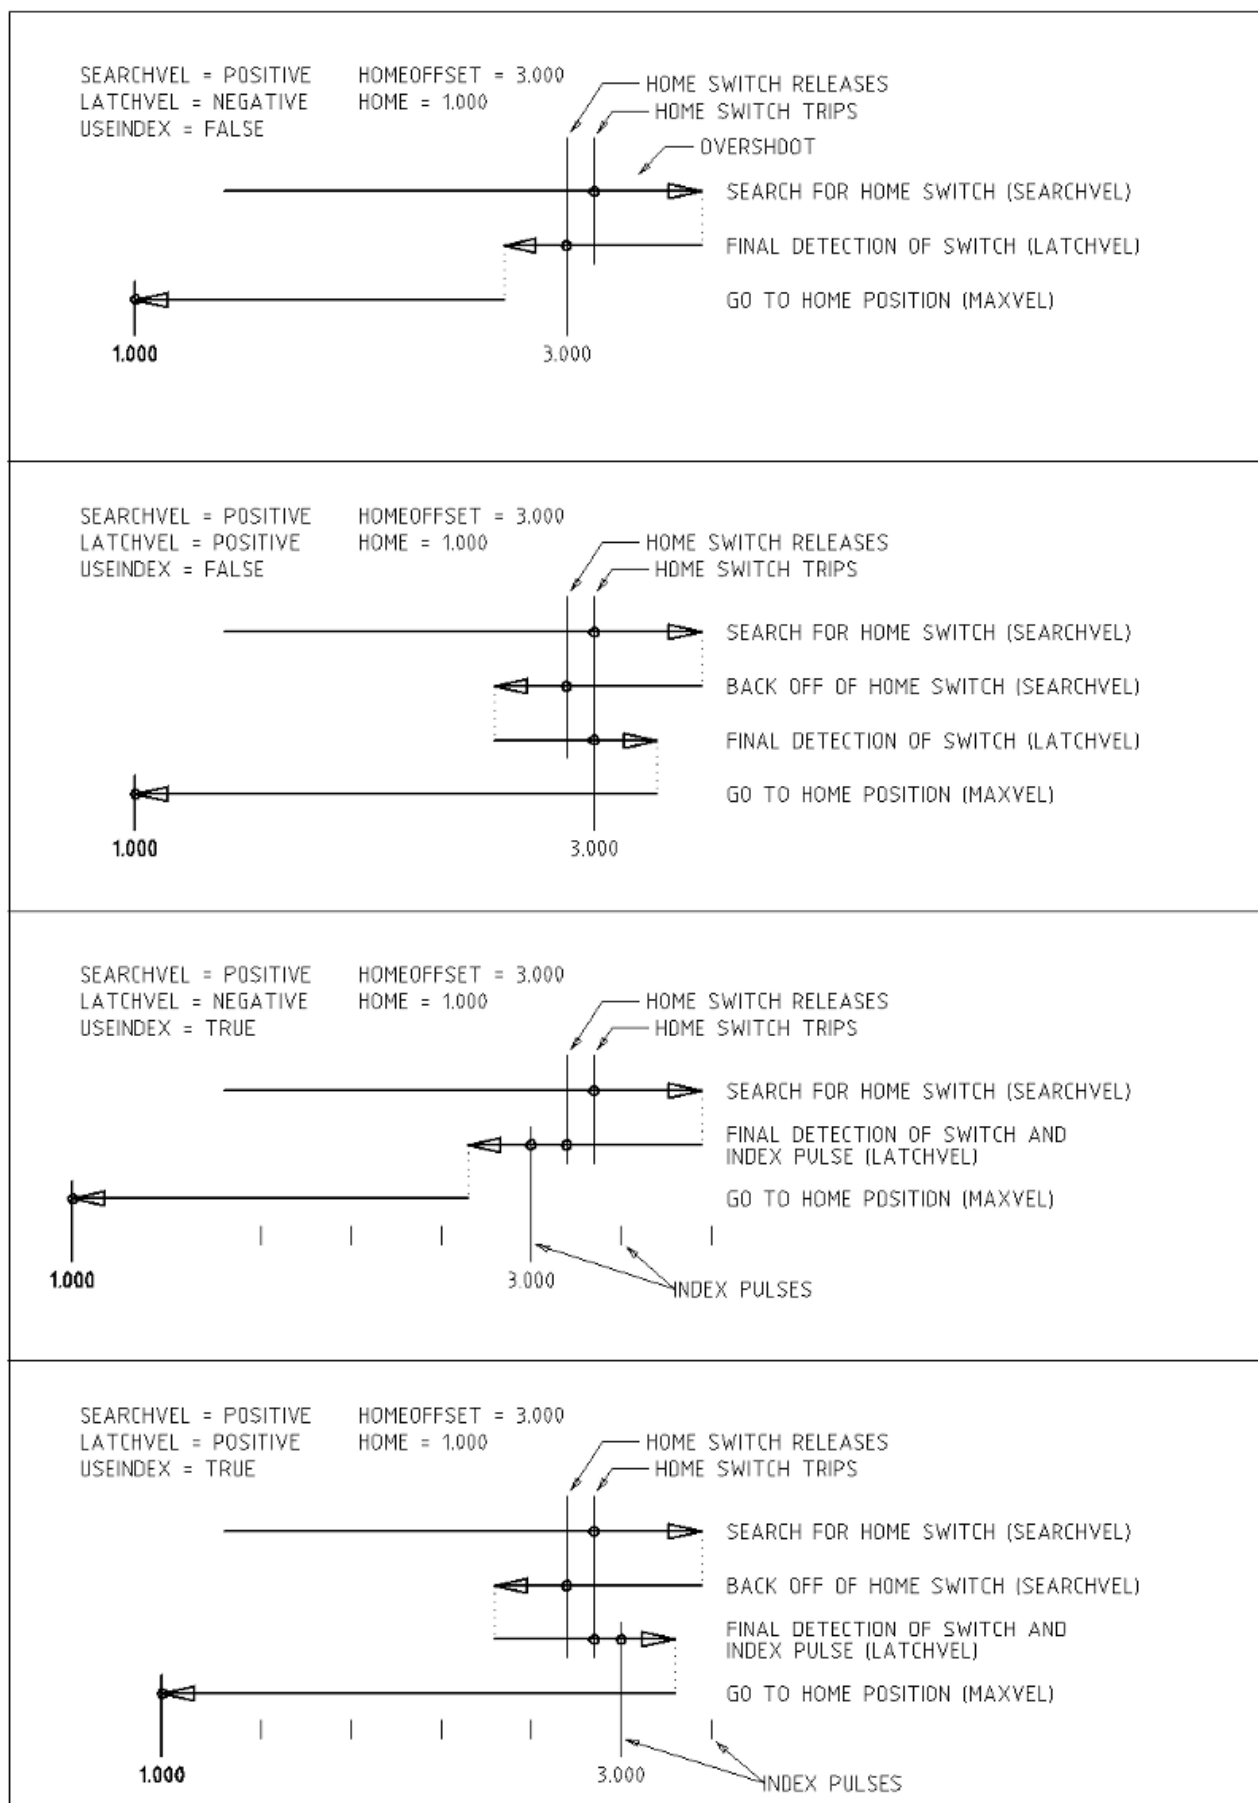 SEARCHVEL = POSITIVE HOMEOFFSET = 3.000
LATCHVEL = NEGATIVE HOME = 1.000
USEINDEX = FALSE
HOME SWITCH RELEASES
HOME SWITCH TRIPS
OVERSHOOT
SEARCH FOR HOME SWITCH (SEARCHVEL)
FINAL DETECTION OF SWITCH (LATCHVEL)
GO TO HOME POSITION (MAXVEL)
1.000 3.000
SEARCHVEL = POSITIVE HOMEOFFSET = 3.000
LATCHVEL = POSITIVE HOME = 1.000
USEINDEX = FALSE
HOME SWITCH RELEASES
HOME SWITCH TRIPS
SEARCH FOR HOME SWITCH (SEARCHVEL)
BACK OFF OF HOME SWITCH (SEARCHVEL)
FINAL DETECTION OF SWITCH (LATCHVEL)
GO TO HOME POSITION (MAXVEL)
1.000 3.000
SEARCHVEL = POSITIVE HOMEOFFSET = 3.000
LATCHVEL = NEGATIVE HOME = 1.000
USEINDEX = TRUE
HOME SWITCH RELEASES
HOME SWITCH TRIPS
SEARCH FOR HOME SWITCH (SEARCHVEL)
FINAL DETECTION OF SWITCH AND
INDEX PULSE (LATCHVEL)
GO TO HOME POSITION (MAXVEL)
1.000 3.000
INDEX PULSES
SEARCHVEL = POSITIVE HOMEOFFSET = 3.000
LATCHVEL = POSITIVE HOME = 1.000
USEINDEX = TRUE
HOME SWITCH RELEASES
HOME SWITCH TRIPS
SEARCH FOR HOME SWITCH (SEARCHVEL)
BACK OFF OF HOME SWITCH (SEARCHVEL)
FINAL DETECTION OF SWITCH AND
INDEX PULSE (LATCHVEL)
GO TO HOME POSITION (MAXVEL)
1.000 3.000
INDEX PULSES